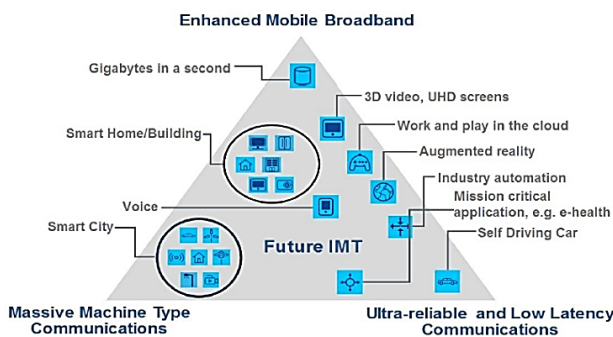 Enhanced Mobile Broadband
Gigabytes in a second
3D video, UHD screens
Smart Home/Building
Work and play in the cloud
Augmented reality
Industry automation
Mission critical
application, e.g. e-health
Voice
Smart City
Self Driving Car
Future IMT
Massive Machine Type
Communications
Ultra-reliable and Low Latency
Communications